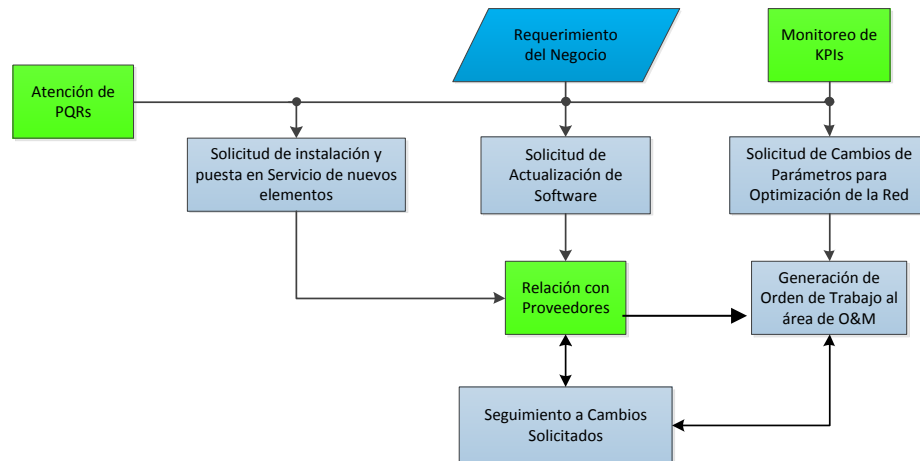 Requerimiento
del Negocio
Monitoreo de
KPIs
Atención de
PQRs
Solicitud de instalación y
puesta en Servicio de nuevos
elementos
Solicitud de
Actualización de
Software
Solicitud de Cambios de
Parámetros para
Optimización de la Red
Relación con
Proveedores
Generación de
Orden de Trabajo al
área de O&M
Seguimiento a Cambios
Solicitados